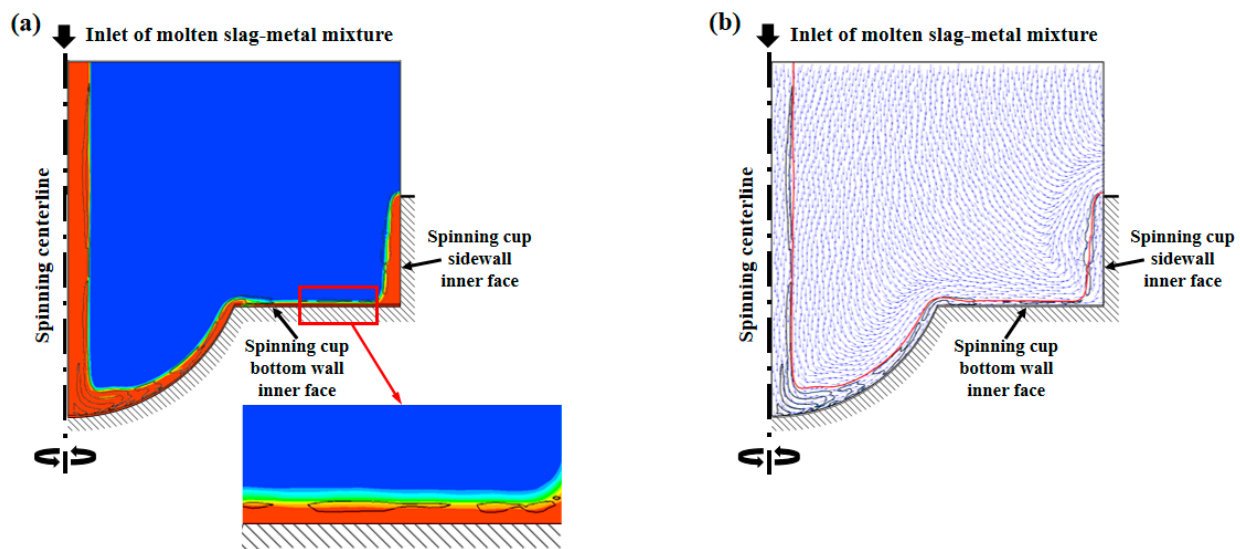 (a)
Inlet of molten slag-metal mixture
Spinning centerline
Spinning cup
sidewall
inner face
Spinning cup
bottom wall
inner face
(b)
Inlet of molten slag-metal mixture
Spinning centerline
Spinning cup
sidewall
inner face
Spinning cup
bottom wall
inner face